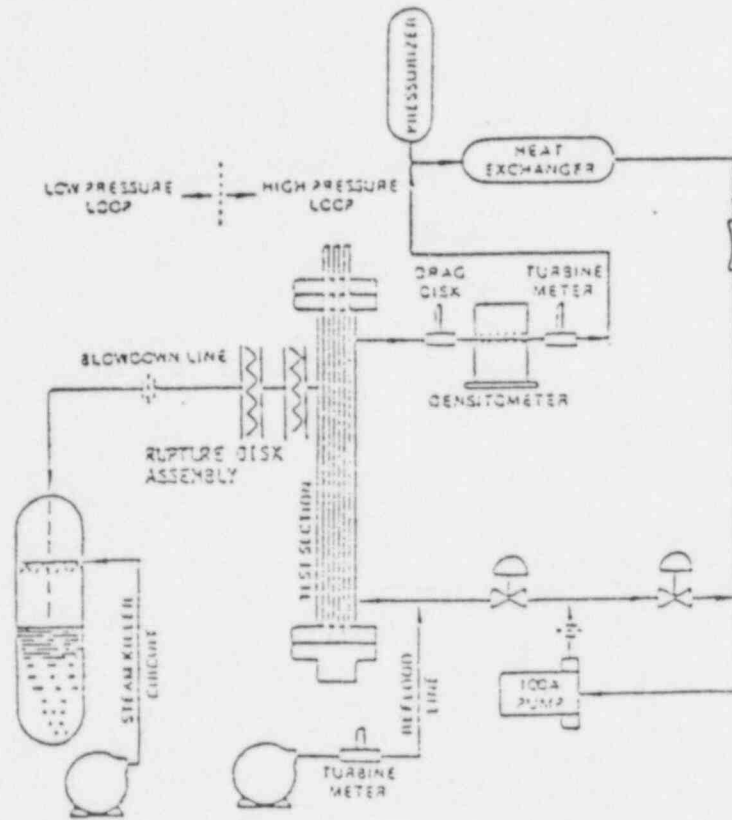 PRESSURIZER
HEAT
EXCHANGER
LOW PRESSURE
LOOP
HIGH PRESSURE
LOOP
DRAG
DISK
TURBINE
METER
BLOWDOWN LINE
DENSITOMETER
RUPTURE DISK
ASSEMBLY
TEST SECTION
STEAM KILLER
CIRCUIT
REFLOOD
LINE
100A
PUMP
TURBINE
METER